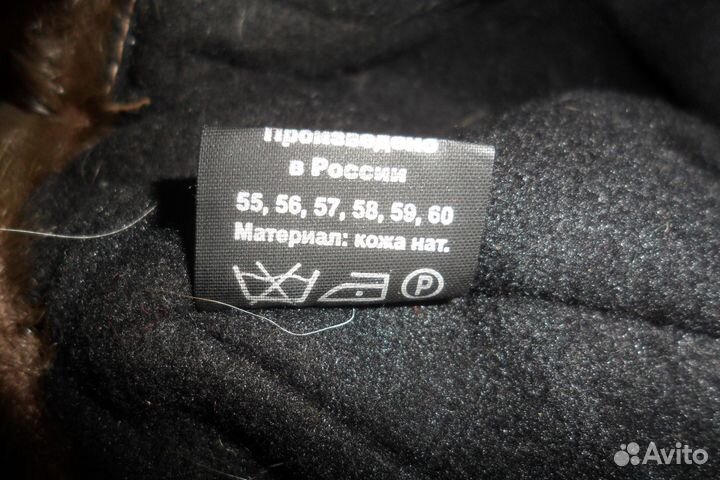 Произведено
в России
55, 56, 57, 58, 59, 60
Материал: кожа нат.
P
Avito